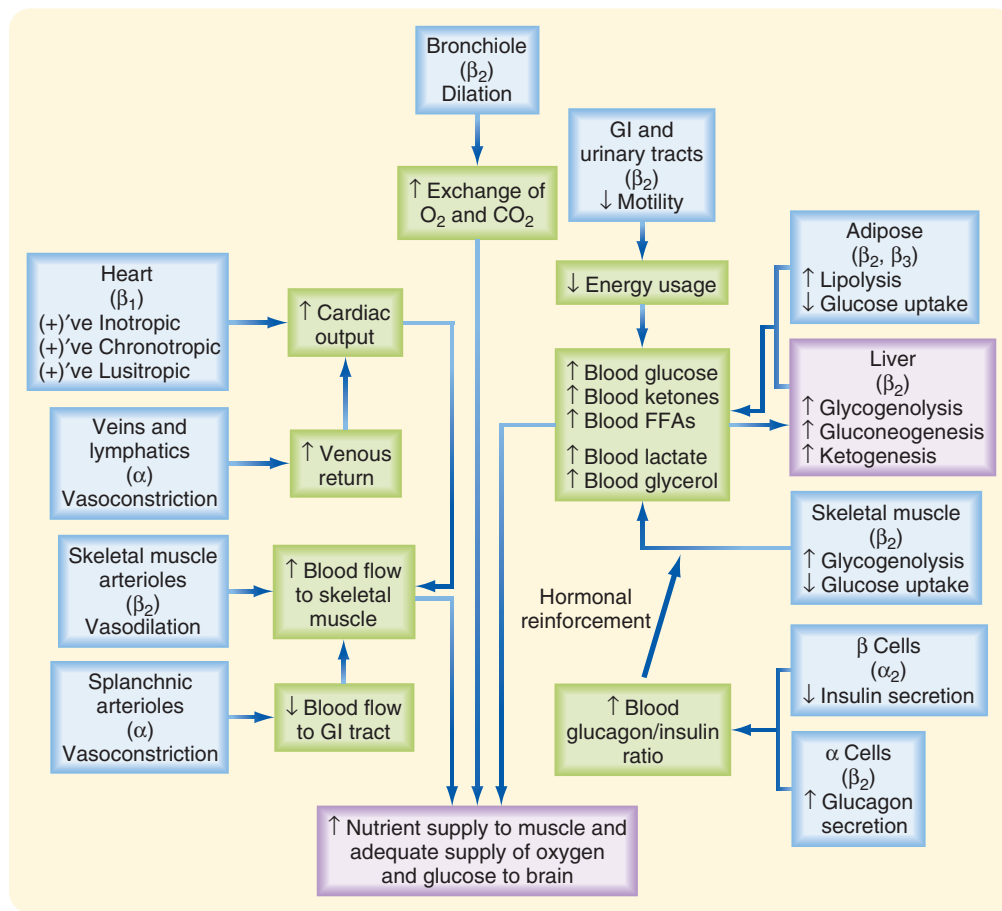 Bronchiole
(β₂)
Dilation
↑ Exchange of
O₂ and CO₂
GI and
urinary tracts
(β₂)
↓ Motility
↓ Energy usage
Adipose
(β₂, β₃)
↑ Lipolysis
↓ Glucose uptake
Heart
(β₁)
(+)′ve Inotropic
(+)′ve Chronotropic
(+)′ve Lusitropic
↑ Cardiac
output
↑ Blood glucose
↑ Blood ketones
↑ Blood FFAs
↑ Blood lactate
↑ Blood glycerol
Liver
(β₂)
↑ Glycogenolysis
↑ Gluconeogenesis
↑ Ketogenesis
Veins and
lymphatics
(α)
Vasoconstriction
↑ Venous
return
Skeletal muscle
(β₂)
↑ Glycogenolysis
↓ Glucose uptake
Skeletal muscle
arterioles
(β₂)
Vasodilation
↑ Blood flow
to skeletal
muscle
Hormonal
reinforcement
β Cells
(α₂)
↓ Insulin secretion
Splanchnic
arterioles
(α)
Vasoconstriction
↓ Blood flow
to GI tract
↑ Blood
glucagon/insulin
ratio
α Cells
(β₂)
↑ Glucagon
secretion
↑ Nutrient supply to muscle and
adequate supply of oxygen
and glucose to brain